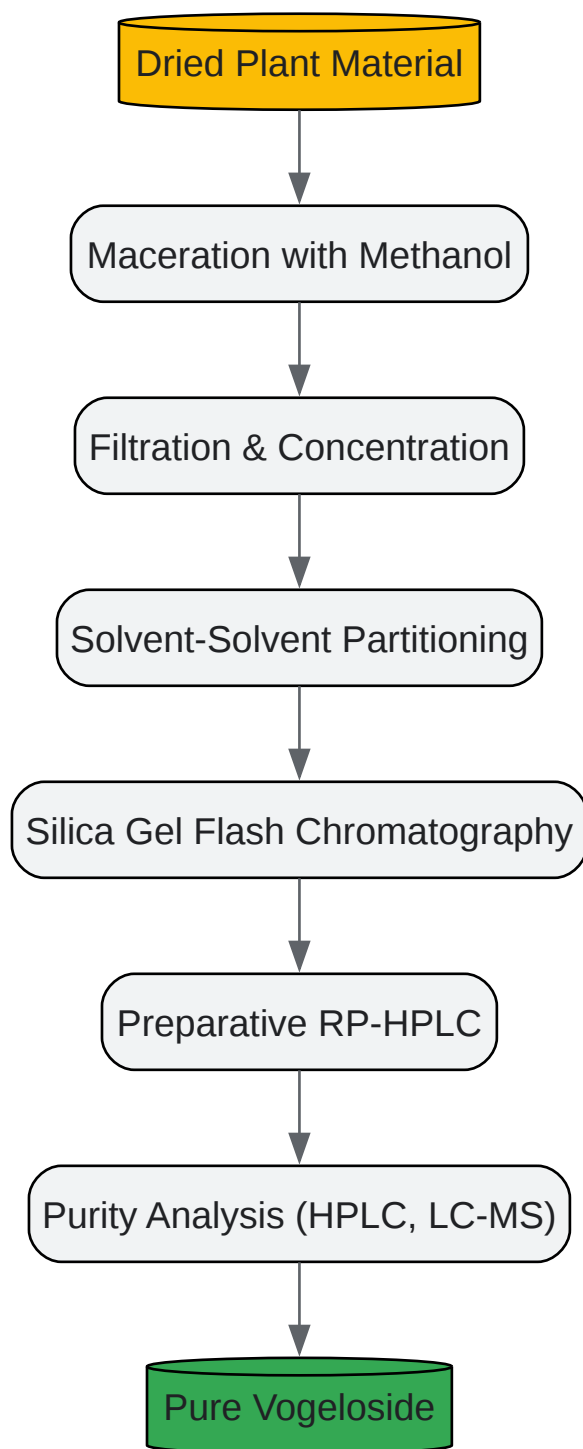 Dried Plant Material
Maceration with Methanol
Filtration & Concentration
Solvent-Solvent Partitioning
Silica Gel Flash Chromatography
Preparative RP-HPLC
Purity Analysis (HPLC, LC-MS)
Pure Vogeloside